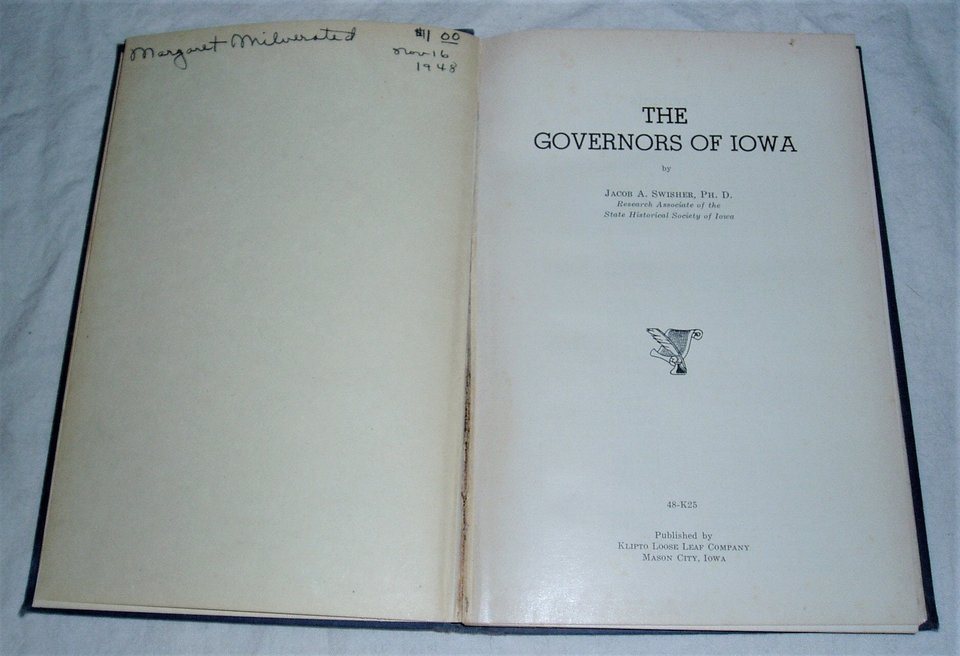 Margaret Milverated
$1 00
Nov 16
1948
THE
GOVERNORS OF IOWA
by
JACOB A. SWISHER, PH. D.
Research Associate of the
State Historical Society of Iowa
48-K25
Published by
KLIPTO LOOSE LEAF COMPANY
MASON CITY, IOWA